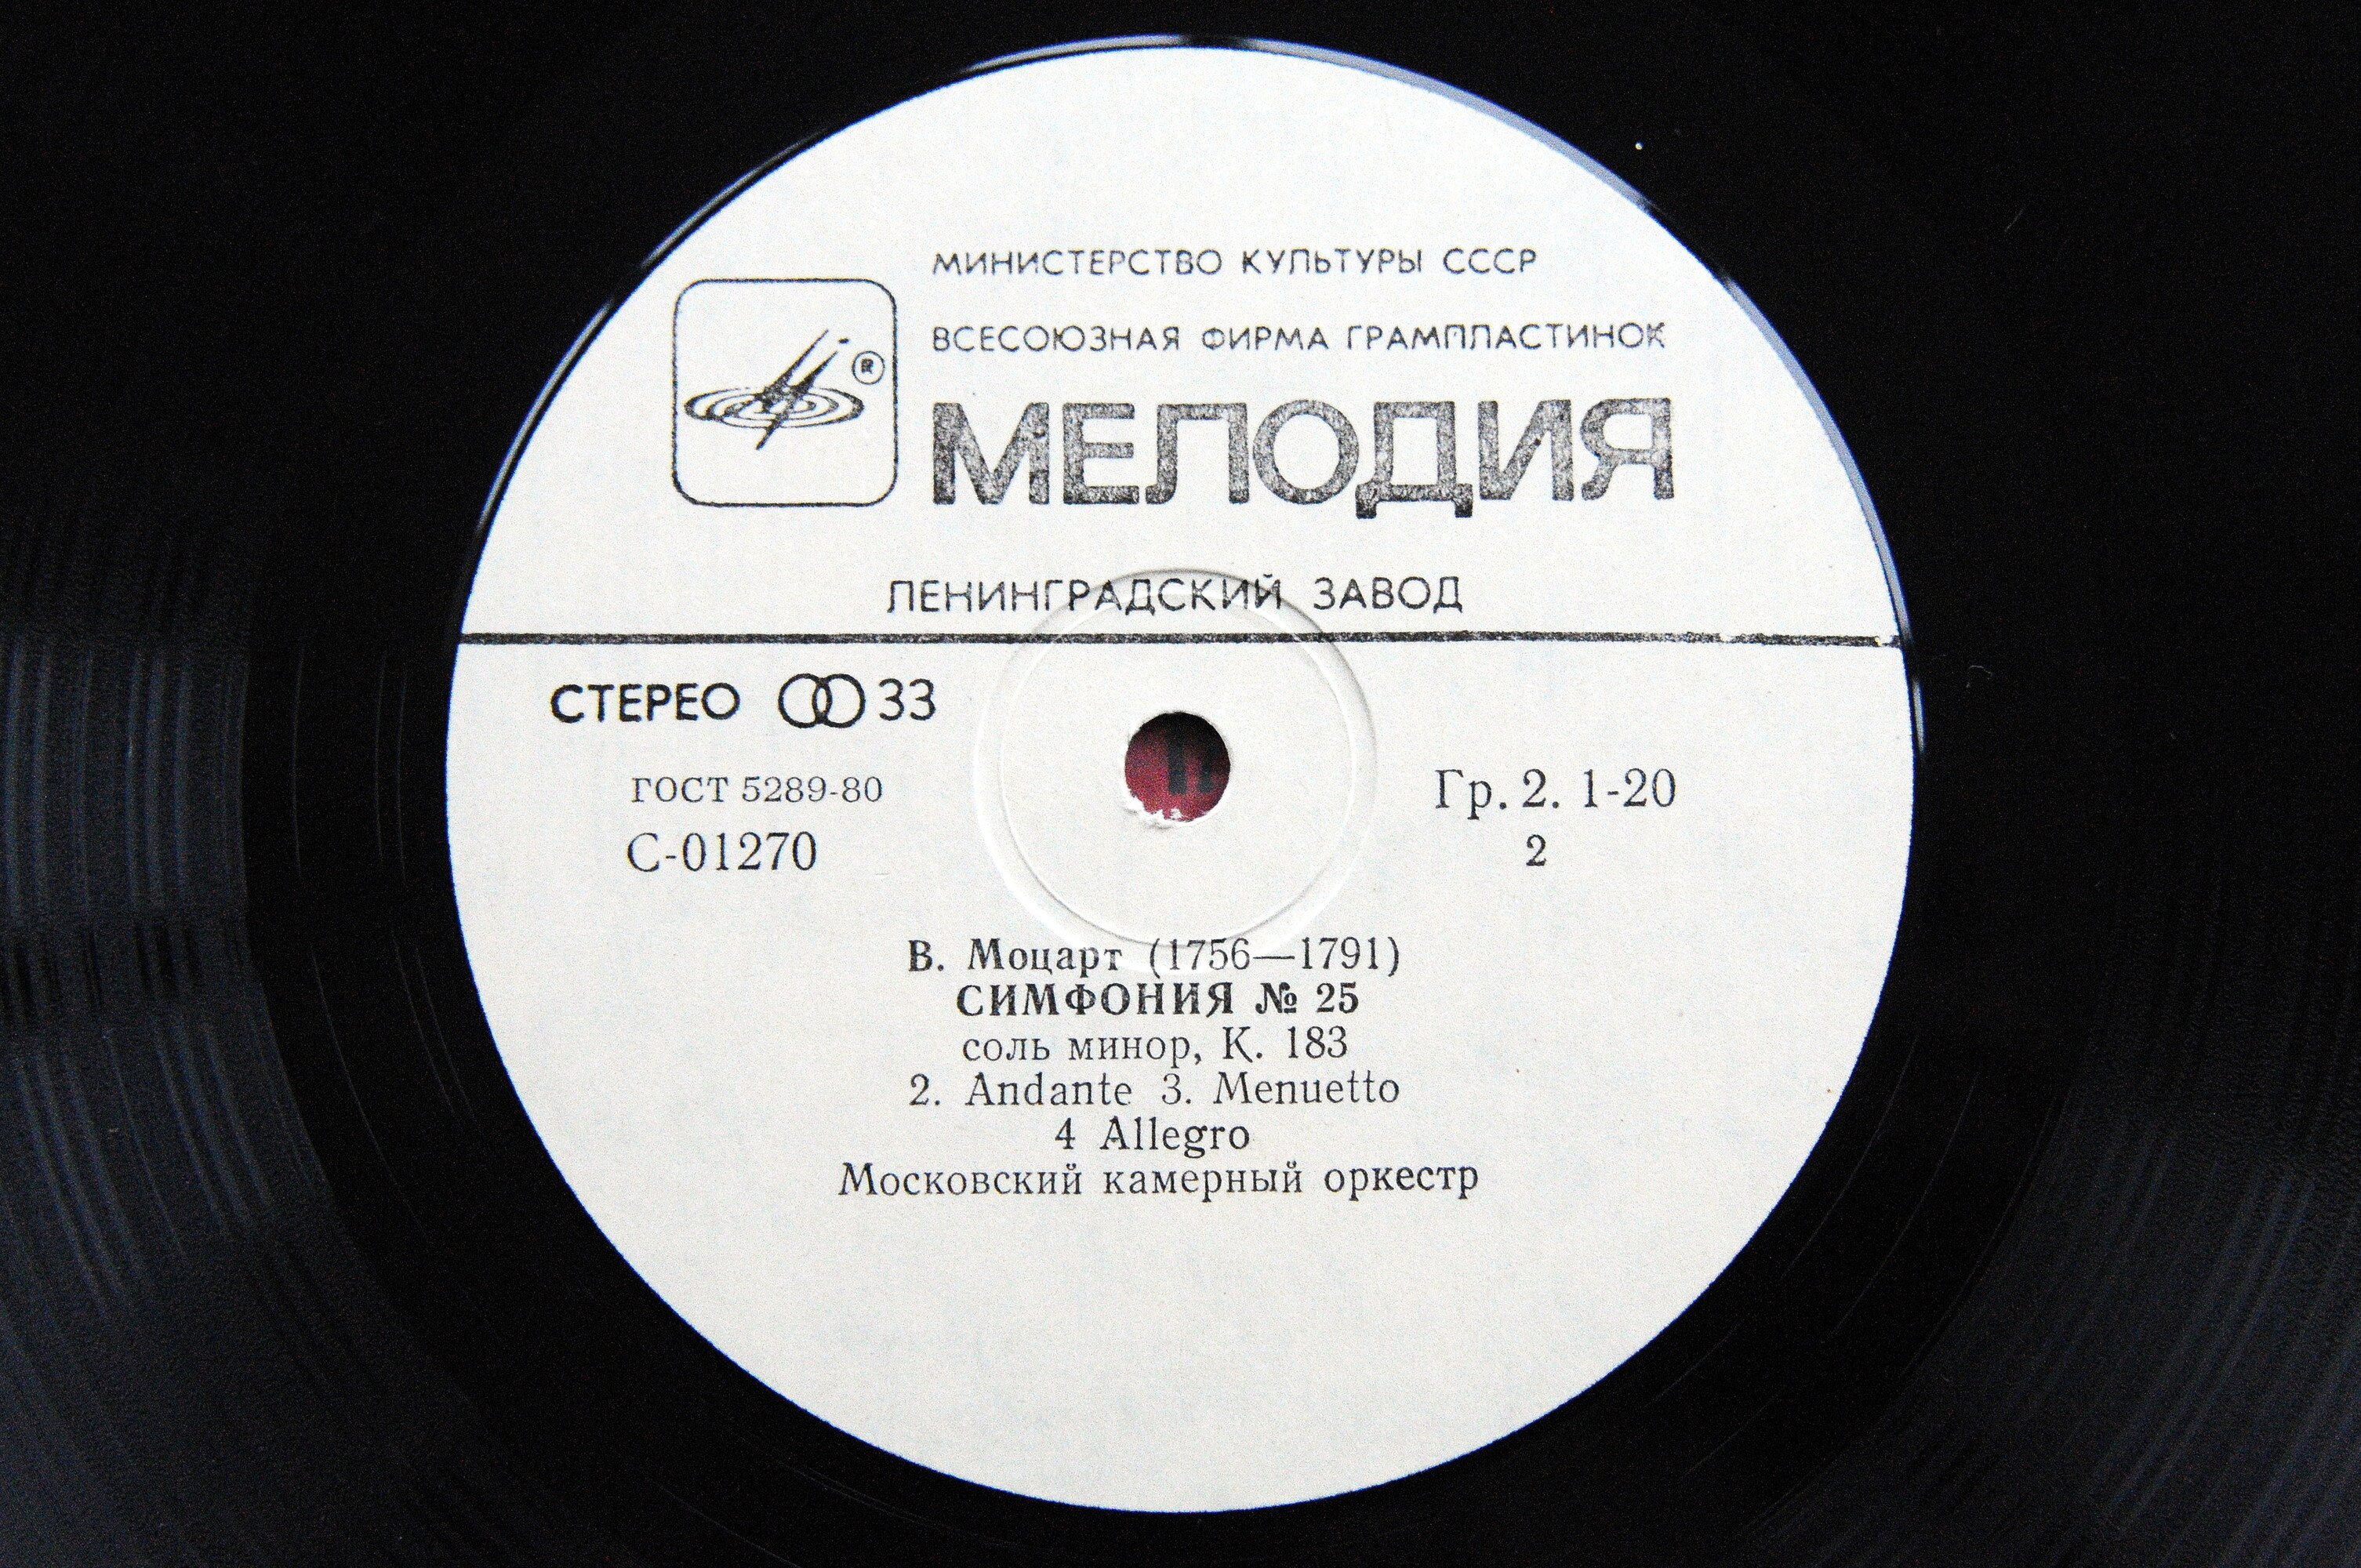 МИНИСТЕРСТВО КУЛЬТУРЫ СССР
ВСЕСОЮЗНАЯ ФИРМА ГРАМПЛАСТИНОК
®
МЕЛОДИЯ
ЛЕНИНГРАДСКИЙ ЗАВОД
СТЕРЕО 33
ГОСТ 5289-80
Гр. 2. 1-20
С-01270
2
В. Моцарт (1756—1791)
СИМФОНИЯ № 25
соль минор, К. 183
2. Andante 3. Menuetto
4 Allegro
Московский камерный оркестр